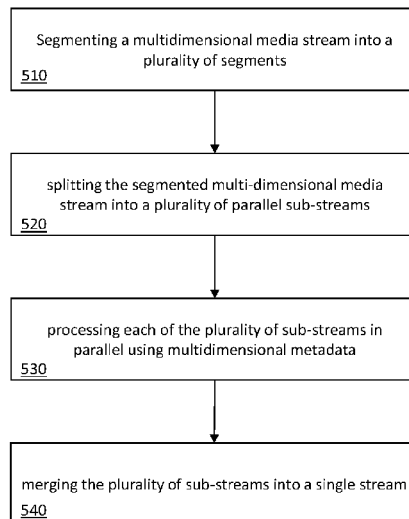 Segmenting a multidimensional media stream into a
plurality of segments
510
splitting the segmented multi-dimensional media
stream into a plurality of parallel sub-streams
520
processing each of the plurality of sub-streams in
parallel using multidimensional metadata
530
merging the plurality of sub-streams into a single stream
540